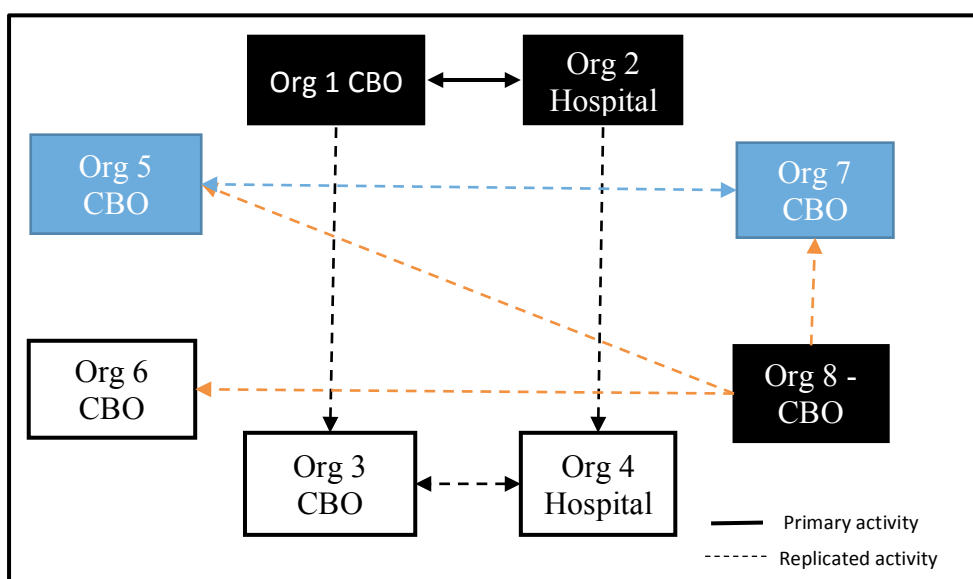 Org 1 CBO
Org 2
Hospital
Org 5
CBO
Org 7
CBO
Org 6
CBO
Org 8 -
CBO
Org 3
CBO
Org 4
Hospital
Primary activity
Replicated activity